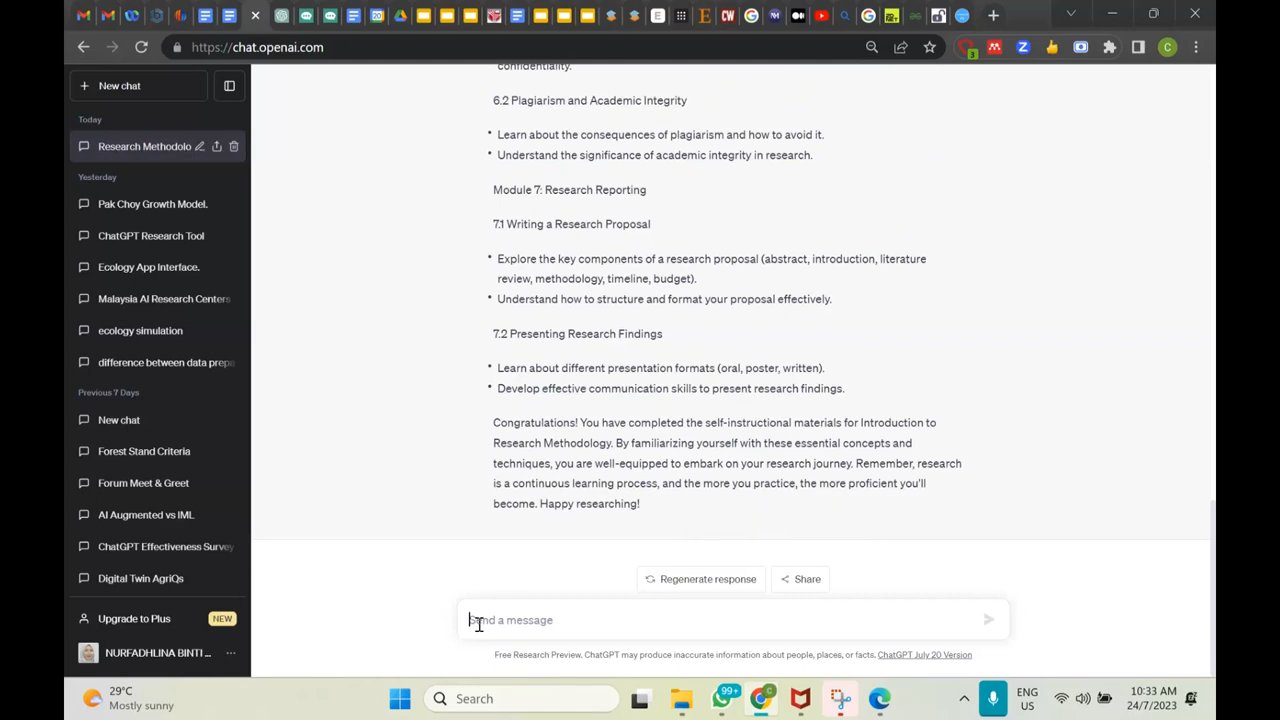 https://chat.openai.com
3
C
New chat
Today
Research Methodolo
Yesterday
Pak Choy Growth Model.
ChatGPT Research Tool
Ecology App Interface.
Malaysia AI Research Centers
ecology simulation
difference between data prepa
Previous 7 Days
New chat
Forest Stand Criteria
Forum Meet & Greet
AI Augmented vs IML
ChatGPT Effectiveness Survey
Digital Twin AgriQs
Upgrade to Plus NEW
NURFADHLINA BINTI ... ...
confidentiality.
6.2 Plagiarism and Academic Integrity
• Learn about the consequences of plagiarism and how to avoid it.
• Understand the significance of academic integrity in research.
Module 7: Research Reporting
7.1 Writing a Research Proposal
• Explore the key components of a research proposal (abstract, introduction, literature
review, methodology, timeline, budget).
• Understand how to structure and format your proposal effectively.
7.2 Presenting Research Findings
• Learn about different presentation formats (oral, poster, written).
• Develop effective communication skills to present research findings.
Congratulations! You have completed the self-instructional materials for Introduction to
Research Methodology. By familiarizing yourself with these essential concepts and
techniques, you are well-equipped to embark on your research journey. Remember, research
is a continuous learning process, and the more you practice, the more proficient you'll
become. Happy researching!
Regenerate response Share
Send a message
Free Research Preview. ChatGPT may produce inaccurate information about people, places, or facts. ChatGPT July 20 Version
29°C
Mostly sunny
Search
99+
ENG
US
10:33 AM
24/7/2023